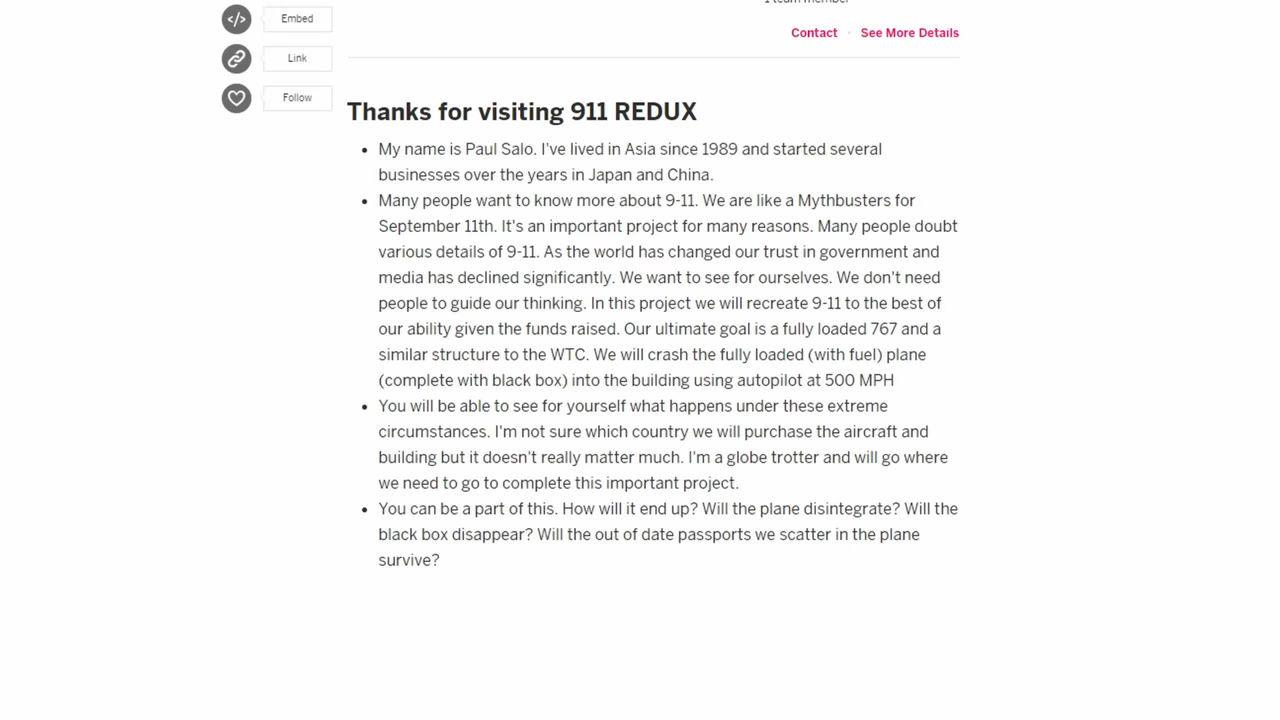 1 team member
Embed
Contact · See More Details
Link
Follow
Thanks for visiting 911 REDUX
• My name is Paul Salo. I've lived in Asia since 1989 and started several
businesses over the years in Japan and China.
• Many people want to know more about 9-11. We are like a Mythbusters for
September 11th. It's an important project for many reasons. Many people doubt
various details of 9-11. As the world has changed our trust in government and
media has declined significantly. We want to see for ourselves. We don't need
people to guide our thinking. In this project we will recreate 9-11 to the best of
our ability given the funds raised. Our ultimate goal is a fully loaded 767 and a
similar structure to the WTC. We will crash the fully loaded (with fuel) plane
(complete with black box) into the building using autopilot at 500 MPH
• You will be able to see for yourself what happens under these extreme
circumstances. I'm not sure which country we will purchase the aircraft and
building but it doesn't really matter much. I'm a globe trotter and will go where
we need to go to complete this important project.
• You can be a part of this. How will it end up? Will the plane disintegrate? Will the
black box disappear? Will the out of date passports we scatter in the plane
survive?